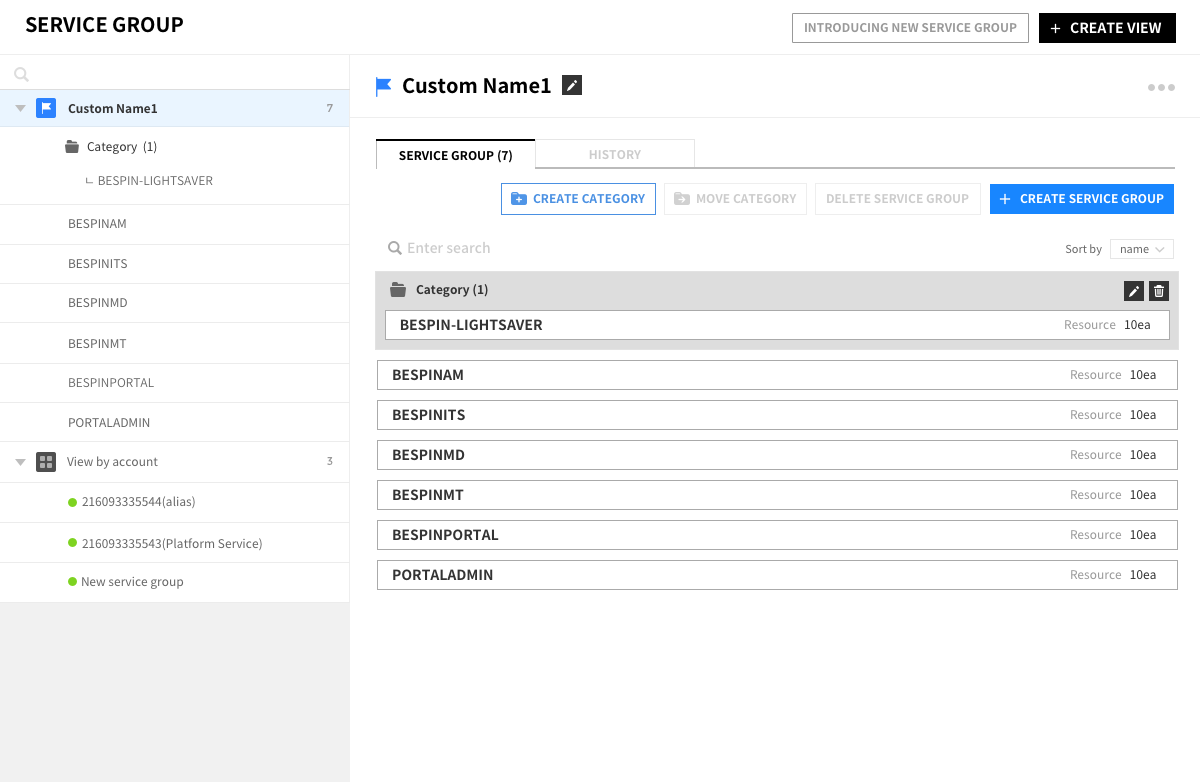 SERVICE GROUP
INTRODUCING NEW SERVICE GROUP
+ CREATE VIEW
Custom Name1 7
Category (1)
BESPIN-LIGHTSAVER
BESPINAM
BESPINITS
BESPINMD
BESPINMT
BESPINPORTAL
PORTALADMIN
View by account 3
216093335544(alias)
216093335543(Platform Service)
New service group
Custom Name1
SERVICE GROUP (7)
HISTORY
CREATE CATEGORY
MOVE CATEGORY
DELETE SERVICE GROUP
+ CREATE SERVICE GROUP
Enter search
Sort by name
Category (1)
BESPIN-LIGHTSAVER Resource 10ea
BESPINAM Resource 10ea
BESPINITS Resource 10ea
BESPINMD Resource 10ea
BESPINMT Resource 10ea
BESPINPORTAL Resource 10ea
PORTALADMIN Resource 10ea